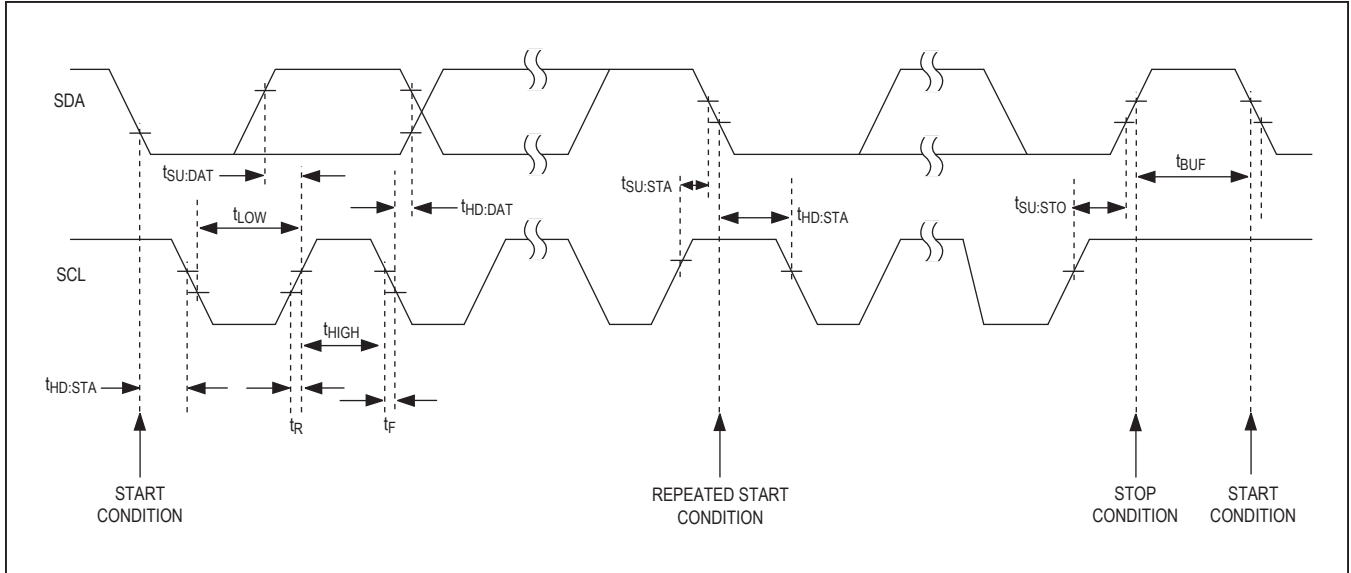 SDA
tSU:DAT
tLOW
tHD:DAT
tSU:STA
tHD:STA
tSU:STO
tBUF
SCL
tHIGH
tHD:STA
tR
tF
START
CONDITION
REPEATED START
CONDITION
STOP
CONDITION
START
CONDITION